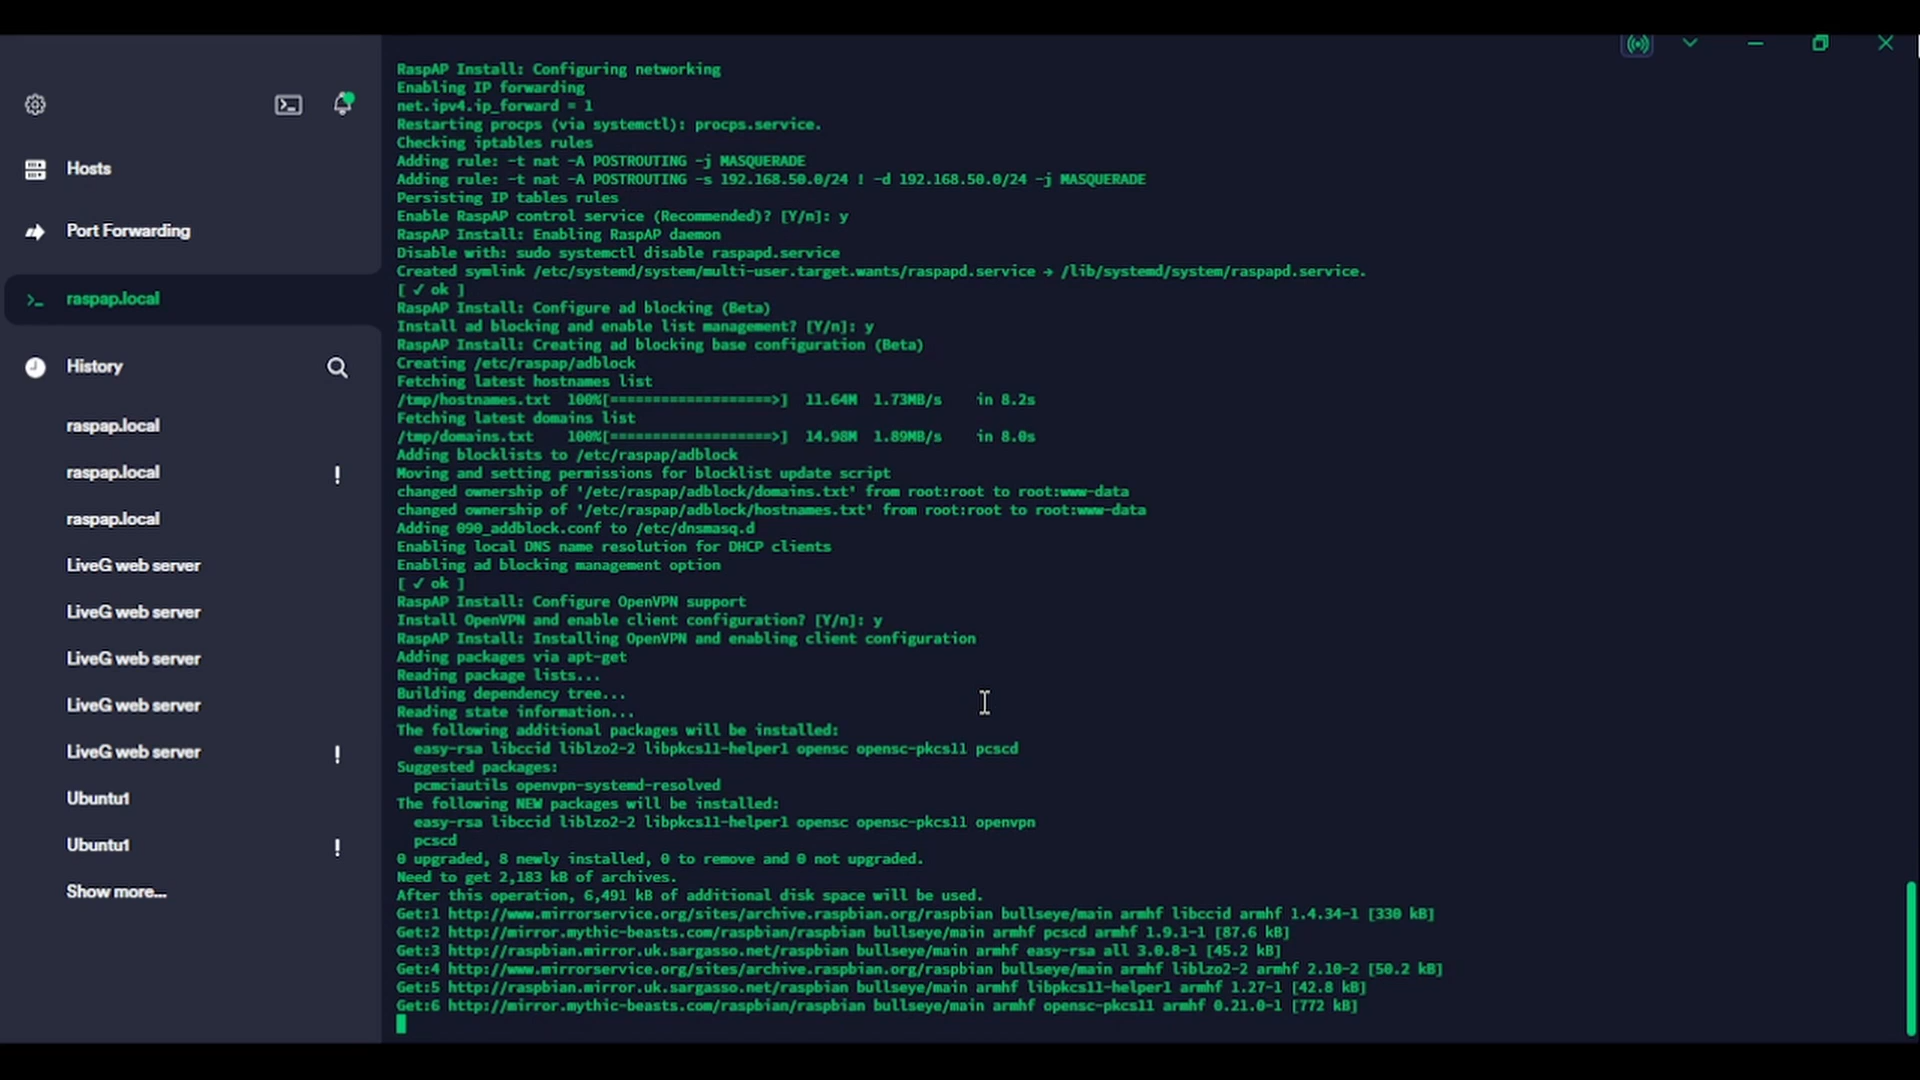 Hosts
Port Forwarding
raspap.local
History
raspap.local
raspap.local !
raspap.local
LiveG web server
LiveG web server
LiveG web server
LiveG web server
LiveG web server !
Ubuntu1
Ubuntu1 !
Show more...
RaspAP Install: Configuring networking
Enabling IP forwarding
net.ipv4.ip_forward = 1
Restarting procps (via systemctl): procps.service.
Checking iptables rules
Adding rule: -t nat -A POSTROUTING -j MASQUERADE
Adding rule: -t nat -A POSTROUTING -s 192.168.50.0/24 ! -d 192.168.50.0/24 -j MASQUERADE
Persisting IP tables rules
Enable RaspAP control service (Recommended)? [Y/n]: y
RaspAP Install: Enabling RaspAP daemon
Disable with: sudo systemctl disable raspapd.service
Created symlink /etc/systemd/system/multi-user.target.wants/raspapd.service → /lib/systemd/system/raspapd.service.
[ ✓ ok ]
RaspAP Install: Configure ad blocking (Beta)
Install ad blocking and enable list management? [Y/n]: y
RaspAP Install: Creating ad blocking base configuration (Beta)
Creating /etc/raspap/adblock
Fetching latest hostnames list
/tmp/hostnames.txt 100%[===================>] 11.64M 1.73MB/s in 8.2s
Fetching latest domains list
/tmp/domains.txt 100%[===================>] 14.98M 1.89MB/s in 8.0s
Adding blocklists to /etc/raspap/adblock
Moving and setting permissions for blocklist update script
changed ownership of '/etc/raspap/adblock/domains.txt' from root:root to root:www-data
changed ownership of '/etc/raspap/adblock/hostnames.txt' from root:root to root:www-data
Adding 090_addblock.conf to /etc/dnsmasq.d
Enabling local DNS name resolution for DHCP clients
Enabling ad blocking management option
[ ✓ ok ]
RaspAP Install: Configure OpenVPN support
Install OpenVPN and enable client configuration? [Y/n]: y
RaspAP Install: Installing OpenVPN and enabling client configuration
Adding packages via apt-get
Reading package lists...
Building dependency tree...
Reading state information...
The following additional packages will be installed:
easy-rsa libccid liblzo2-2 libpkcs11-helper1 opensc opensc-pkcs11 pcscd
Suggested packages:
pcmciautils openvpn-systemd-resolved
The following NEW packages will be installed:
easy-rsa libccid liblzo2-2 libpkcs11-helper1 opensc opensc-pkcs11 openvpn
pcscd
0 upgraded, 8 newly installed, 0 to remove and 0 not upgraded.
Need to get 2,183 kB of archives.
After this operation, 6,491 kB of additional disk space will be used.
Get:1 http://www.mirrorservice.org/sites/archive.raspbian.org/raspbian bullseye/main armhf libccid armhf 1.4.34-1 [330 kB]
Get:2 http://mirror.mythic-beasts.com/raspbian/raspbian bullseye/main armhf pcscd armhf 1.9.1-1 [87.6 kB]
Get:3 http://raspbian.mirror.uk.sargasso.net/raspbian bullseye/main armhf easy-rsa all 3.0.8-1 [45.2 kB]
Get:4 http://www.mirrorservice.org/sites/archive.raspbian.org/raspbian bullseye/main armhf liblzo2-2 armhf 2.10-2 [50.2 kB]
Get:5 http://raspbian.mirror.uk.sargasso.net/raspbian bullseye/main armhf libpkcs11-helper1 armhf 1.27-1 [42.8 kB]
Get:6 http://mirror.mythic-beasts.com/raspbian/raspbian bullseye/main armhf opensc-pkcs11 armhf 0.21.0-1 [772 kB]